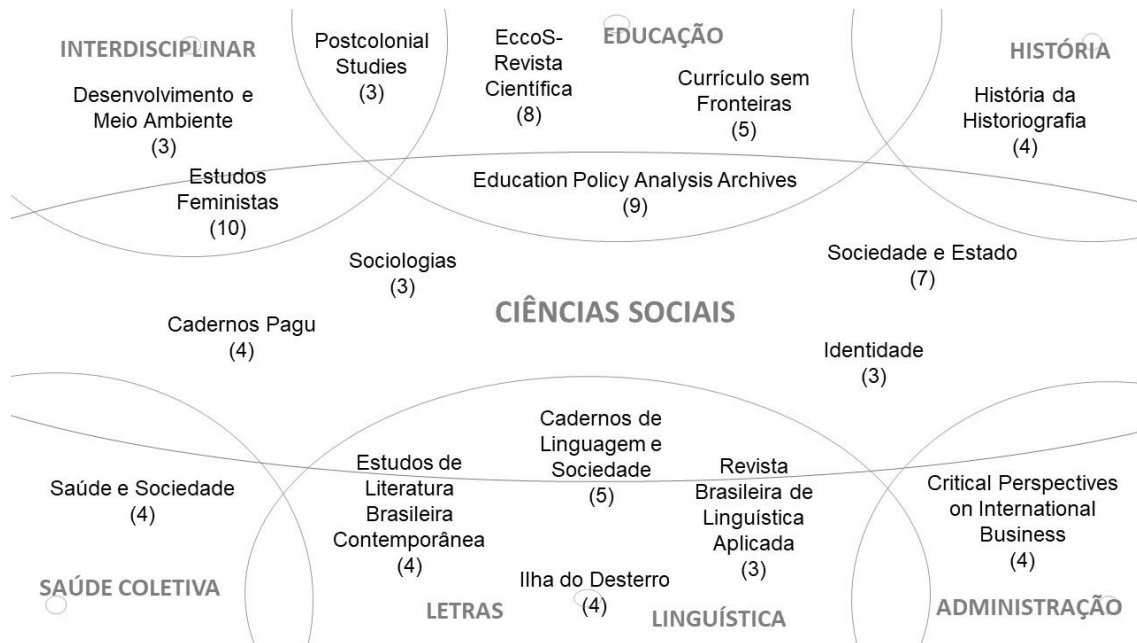 INTERDISCIPLINAR
Desenvolvimento e
Meio Ambiente
(3)
Postcolonial
Studies
(3)
EccoS-
Revista
Científica
(8)
EDUCAÇÃO
Currículo sem
Fronteiras
(5)
HISTÓRIA
História da
Historiografia
(4)
Estudos
Feministas
(10)
Education Policy Analysis Archives
(9)
Sociologias
(3)
Sociedade e Estado
(7)
CIÊNCIAS SOCIAIS
Cadernos Pagu
(4)
Identidade
(3)
Saúde e Sociedade
(4)
SAÚDE COLETIVA
Estudos de
Literatura
Brasileira
Contemporânea
(4)
Cadernos de
Linguagem e
Sociedade
(5)
Revista
Brasileira de
Linguística
Aplicada
(3)
Ilha do Desterro
(4)
LETRAS
LINGUÍSTICA
Critical Perspectives
on International
Business
(4)
ADMINISTRAÇÃO